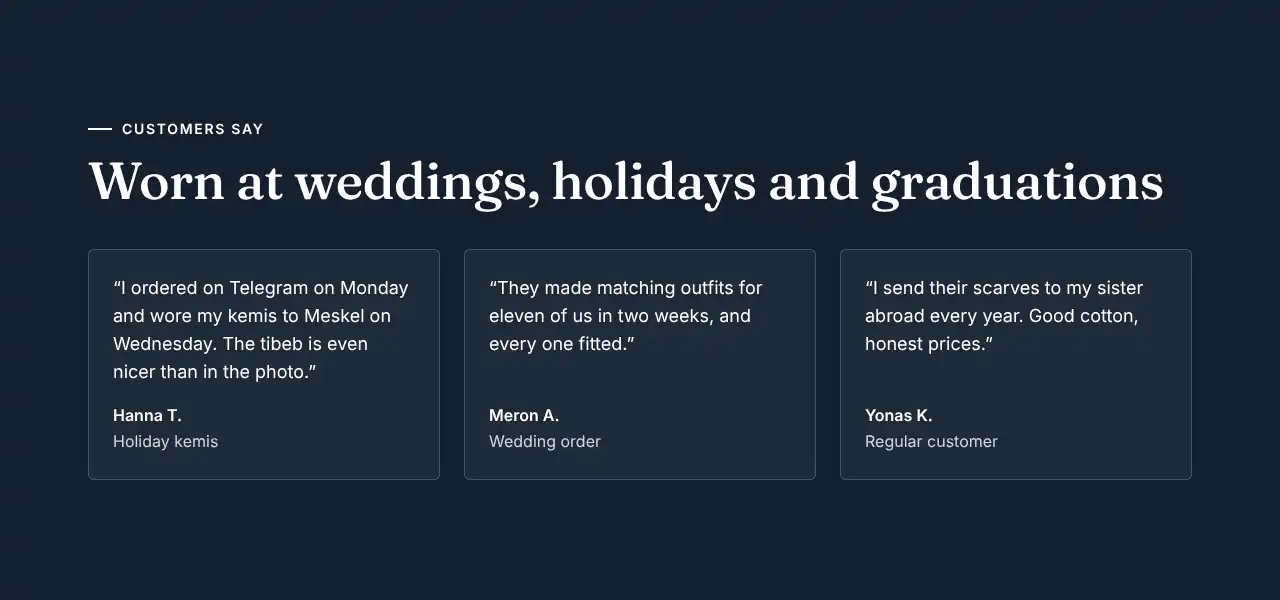 CUSTOMERS SAY
Worn at weddings, holidays and graduations
“I ordered on Telegram on Monday
and wore my kemis to Meskel on
Wednesday. The tibeb is even
nicer than in the photo.”
Hanna T.
Holiday kemis
“They made matching outfits for
eleven of us in two weeks, and
every one fitted.”
Meron A.
Wedding order
“I send their scarves to my sister
abroad every year. Good cotton,
honest prices.”
Yonas K.
Regular customer